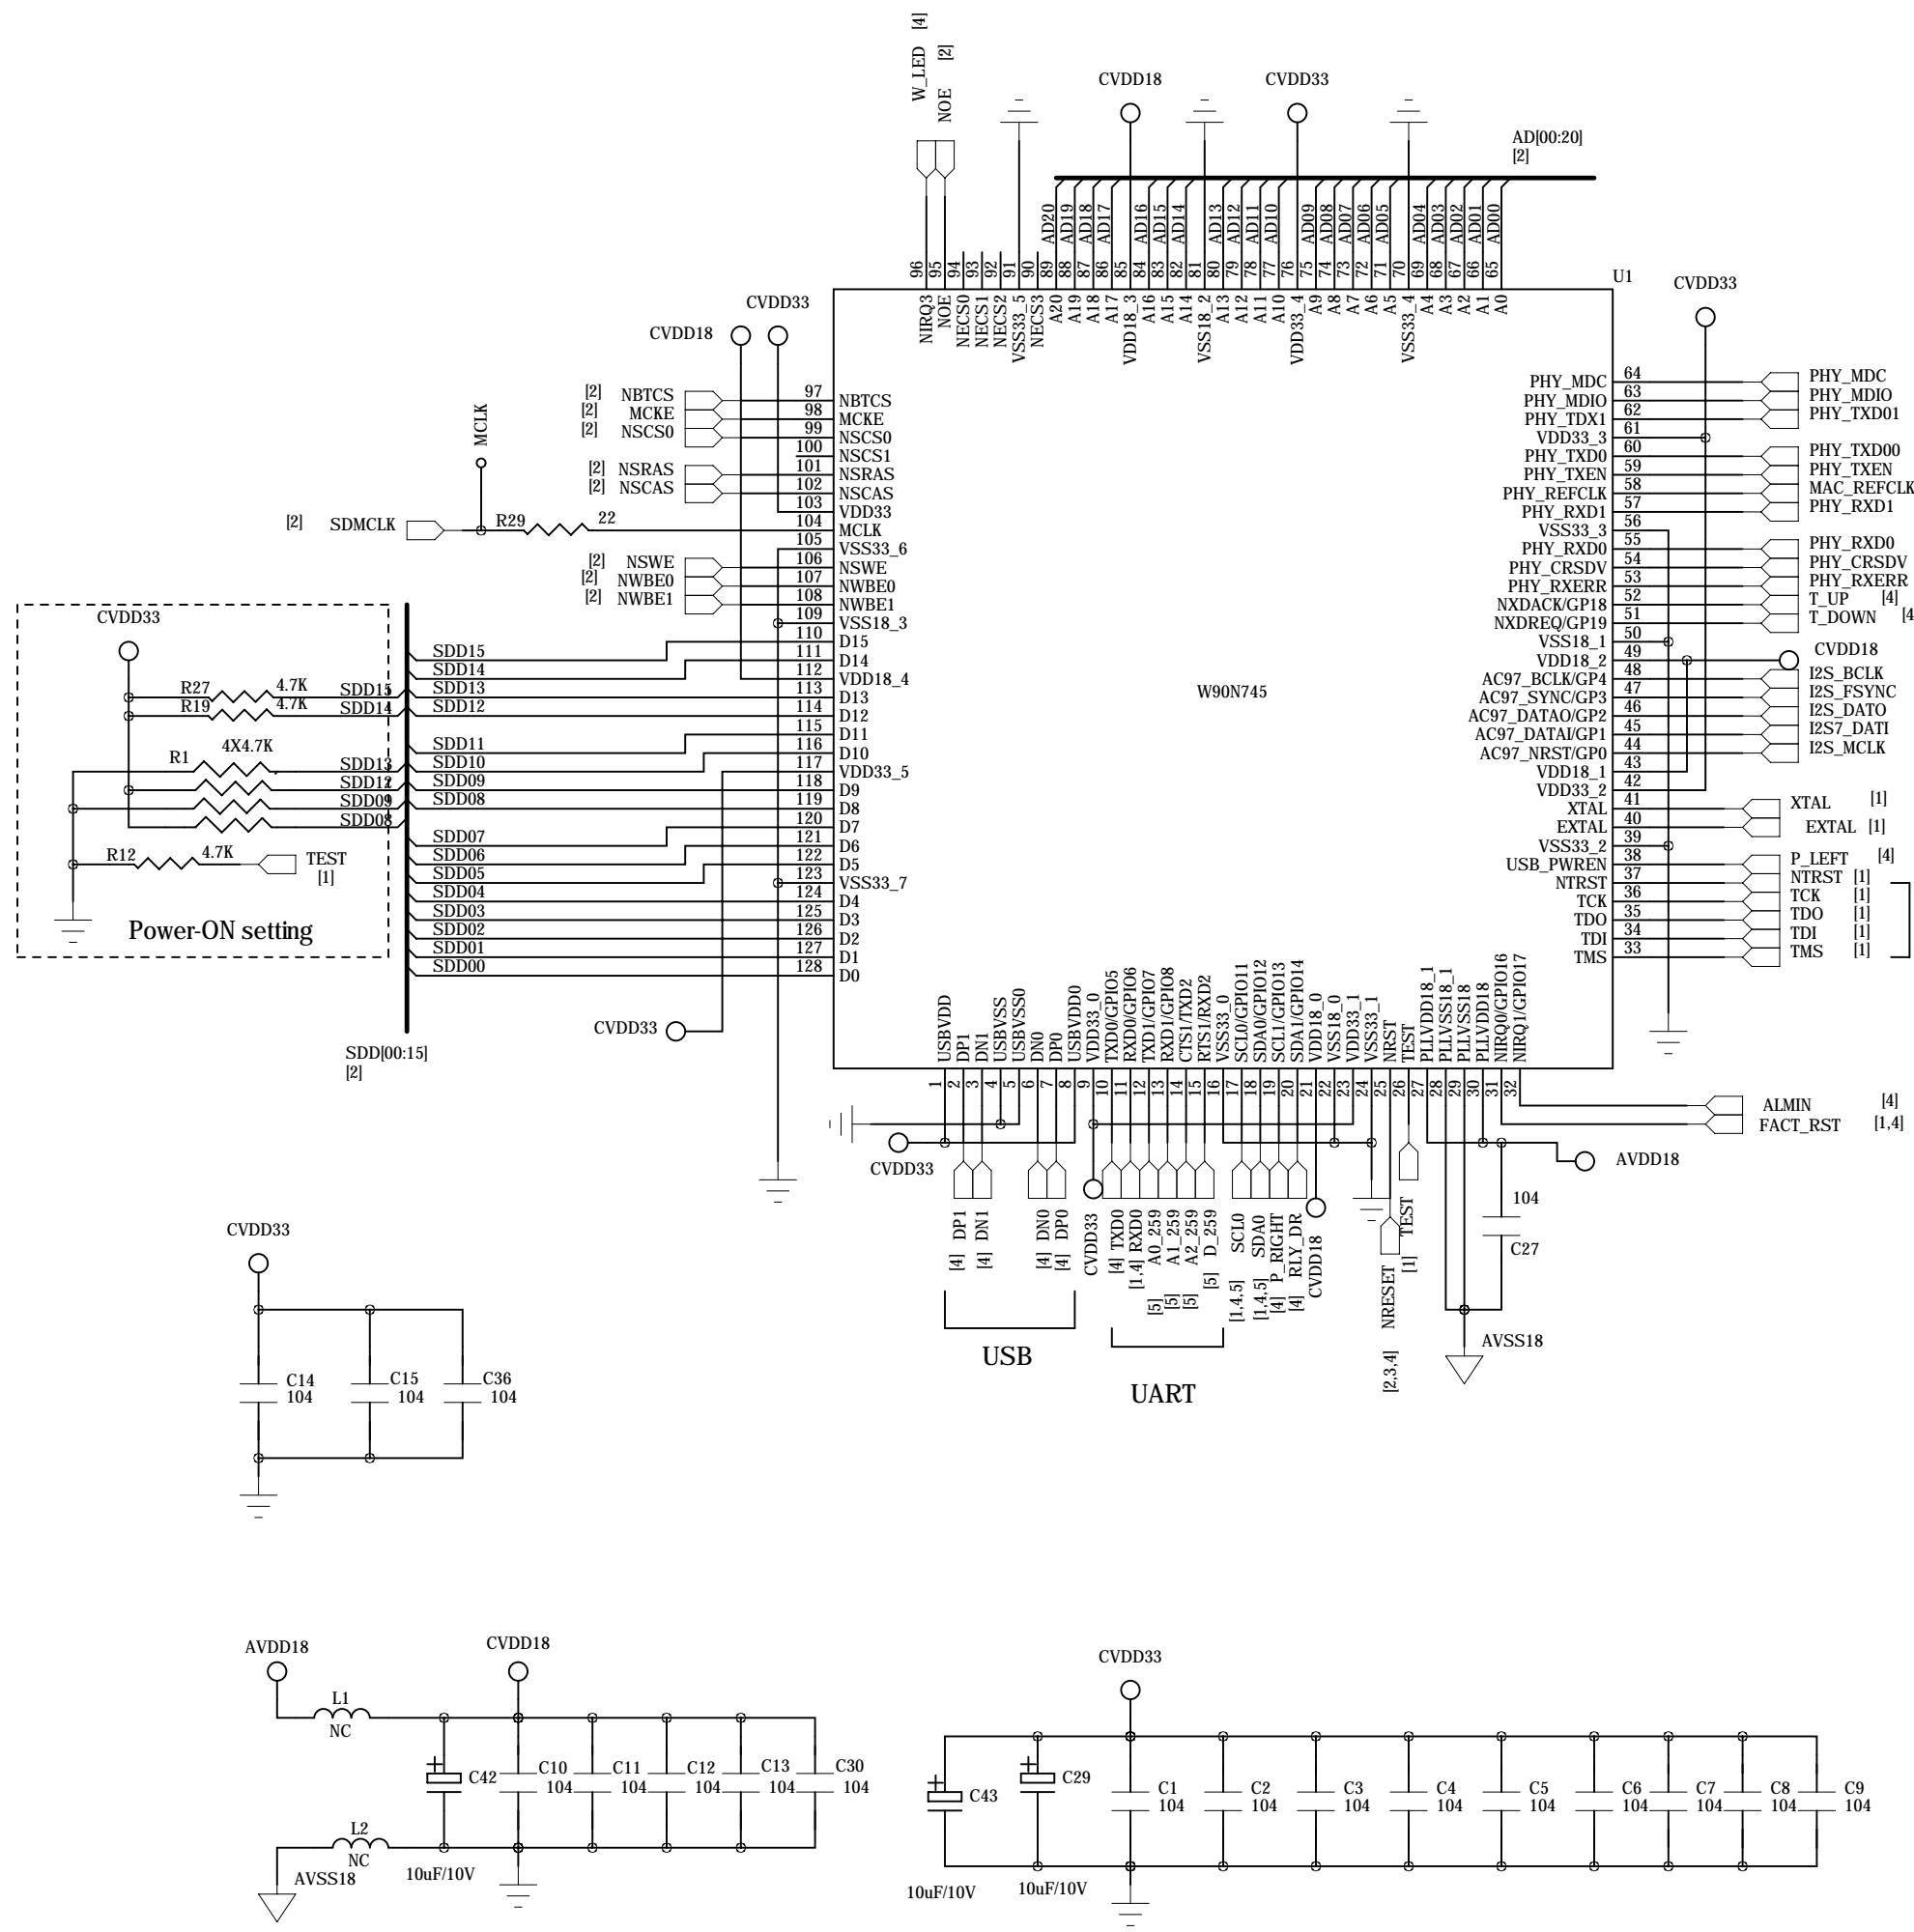 W_LED [4]
NOE [2]
CVDD18
CVDD33
AD[00:20]
[2]
AD20
AD19
AD18
AD17
AD16
AD15
AD14
AD13
AD12
AD11
AD10
AD09
AD08
AD07
AD06
AD05
AD04
AD03
AD02
AD01
AD00
96 NIRQ3
95 NOE
94 NECS0
93 NECS1
92 NECS2
91 VSS33_5
90 NECS3
89 A20
88 A19
87 A18
86 A17
85 VDD18_3
84 A16
83 A15
82 A14
81 VSS18_2
80 A13
79 A12
78 A11
77 A10
76 VDD33_4
75 A9
74 A8
73 A7
72 A6
71 A5
70 VSS33_4
69 A4
68 A3
67 A2
66 A1
65 A0
U1
W90N745
CVDD33
CVDD18
[2] NBTCS 97 NBTCS
[2] MCKE 98 MCKE
[2] NSCS0 99 NSCS0
100 NSCS1
[2] NSRAS 101 NSRAS
[2] NSCAS 102 NSCAS
103 VDD33
MCLK
[2] SDMCLK R29 22 104 MCLK
105 VSS33_6
[2] NSWE 106 NSWE
[2] NWBE0 107 NWBE0
[2] NWBE1 108 NWBE1
109 VSS18_3
SDD15 110 D15
SDD14 111 D14
112 VDD18_4
SDD13 113 D13
SDD12 114 D12
SDD11 115 D11
SDD10 116 D10
117 VDD33_5
SDD09 118 D9
SDD08 119 D8
SDD07 120 D7
SDD06 121 D6
SDD05 122 D5
123 VSS33_7
SDD04 124 D4
SDD03 125 D3
SDD02 126 D2
SDD01 127 D1
SDD00 128 D0
CVDD33
R27 4.7K SDD15
R19 4.7K SDD14
4X4.7K
R1 SDD13
SDD12
SDD09
SDD08
R12 4.7K TEST
[1]
Power-ON setting
CVDD33
SDD[00:15]
[2]
CVDD33
PHY_MDC 64 PHY_MDC
PHY_MDIO 63 PHY_MDIO
PHY_TDX1 62 PHY_TXD01
VDD33_3 61
PHY_TXD0 60 PHY_TXD00
PHY_TXEN 59 PHY_TXEN
PHY_REFCLK 58 MAC_REFCLK
PHY_RXD1 57 PHY_RXD1
VSS33_3 56
PHY_RXD0 55 PHY_RXD0
PHY_CRSDV 54 PHY_CRSDV
PHY_RXERR 53 PHY_RXERR
NXDACK/GP18 52 T_UP [4]
NXDREQ/GP19 51 T_DOWN [4
VSS18_1 50
VDD18_2 49 CVDD18
AC97_BCLK/GP4 48 I2S_BCLK
AC97_SYNC/GP3 47 I2S_FSYNC
AC97_DATAO/GP2 46 I2S_DATO
AC97_DATAI/GP1 45 I2S7_DATI
AC97_NRST/GP0 44 I2S_MCLK
VDD18_1 43
VDD33_2 42
XTAL 41 XTAL [1]
EXTAL 40 EXTAL [1]
VSS33_2 39
USB_PWREN 38 P_LEFT [4]
NTRST 37 NTRST [1]
TCK 36 TCK [1]
TDO 35 TDO [1]
TDI 34 TDI [1]
TMS 33 TMS [1]
USBVDD 1
DP1 2
DN1 3
USBVSS 4
USBVSS0 5
DN0 6
DP0 7
USBVDD0 8
VDD33_0 9
TXD0/GPIO5 10
RXD0/GPIO6 11
TXD1/GPIO7 12
RXD1/GPIO8 13
CTS1/TXD2 14
RTS1/RXD2 15
VSS33_0 16
SCL0/GPIO11 17
SDA0/GPIO12 18
SCL1/GPIO13 19
SDA1/GPIO14 20
VDD18_0 21
VSS18_0 22
VDD33_1 23
VSS33_1 24
NRST 25
TEST 26
PLLVDD18_1 27
PLLVSS18_1 28
PLLVSS18 29
PLLVDD18 30
NIRQ0/GPIO16 31
NIRQ1/GPIO17 32
ALMIN [4]
FACT_RST [1,4]
AVDD18
104
C27
AVSS18
CVDD33
[4] DP1
[4] DN1
[4] DN0
[4] DP0
CVDD33
[4] TXD0
[1,4] RXD0
[5] A0_259
[5] A1_259
[5] A2_259
[5] D_259
[1,4,5] SCL0
[1,4,5] SDA0
[4] P_RIGHT
[4] RLY_DR
CVDD18
[2,3,4] NRESET
[1] TEST
USB
UART
CVDD33
C14
104
C15
104
C36
104
AVDD18
CVDD18
L1
NC
C42
C10
104
C11
104
C12
104
C13
104
C30
104
L2
NC
AVSS18
10uF/10V
CVDD33
C43
C29
C1
104
C2
104
C3
104
C4
104
C5
104
C6
104
C7
104
C8
104
C9
104
10uF/10V
10uF/10V